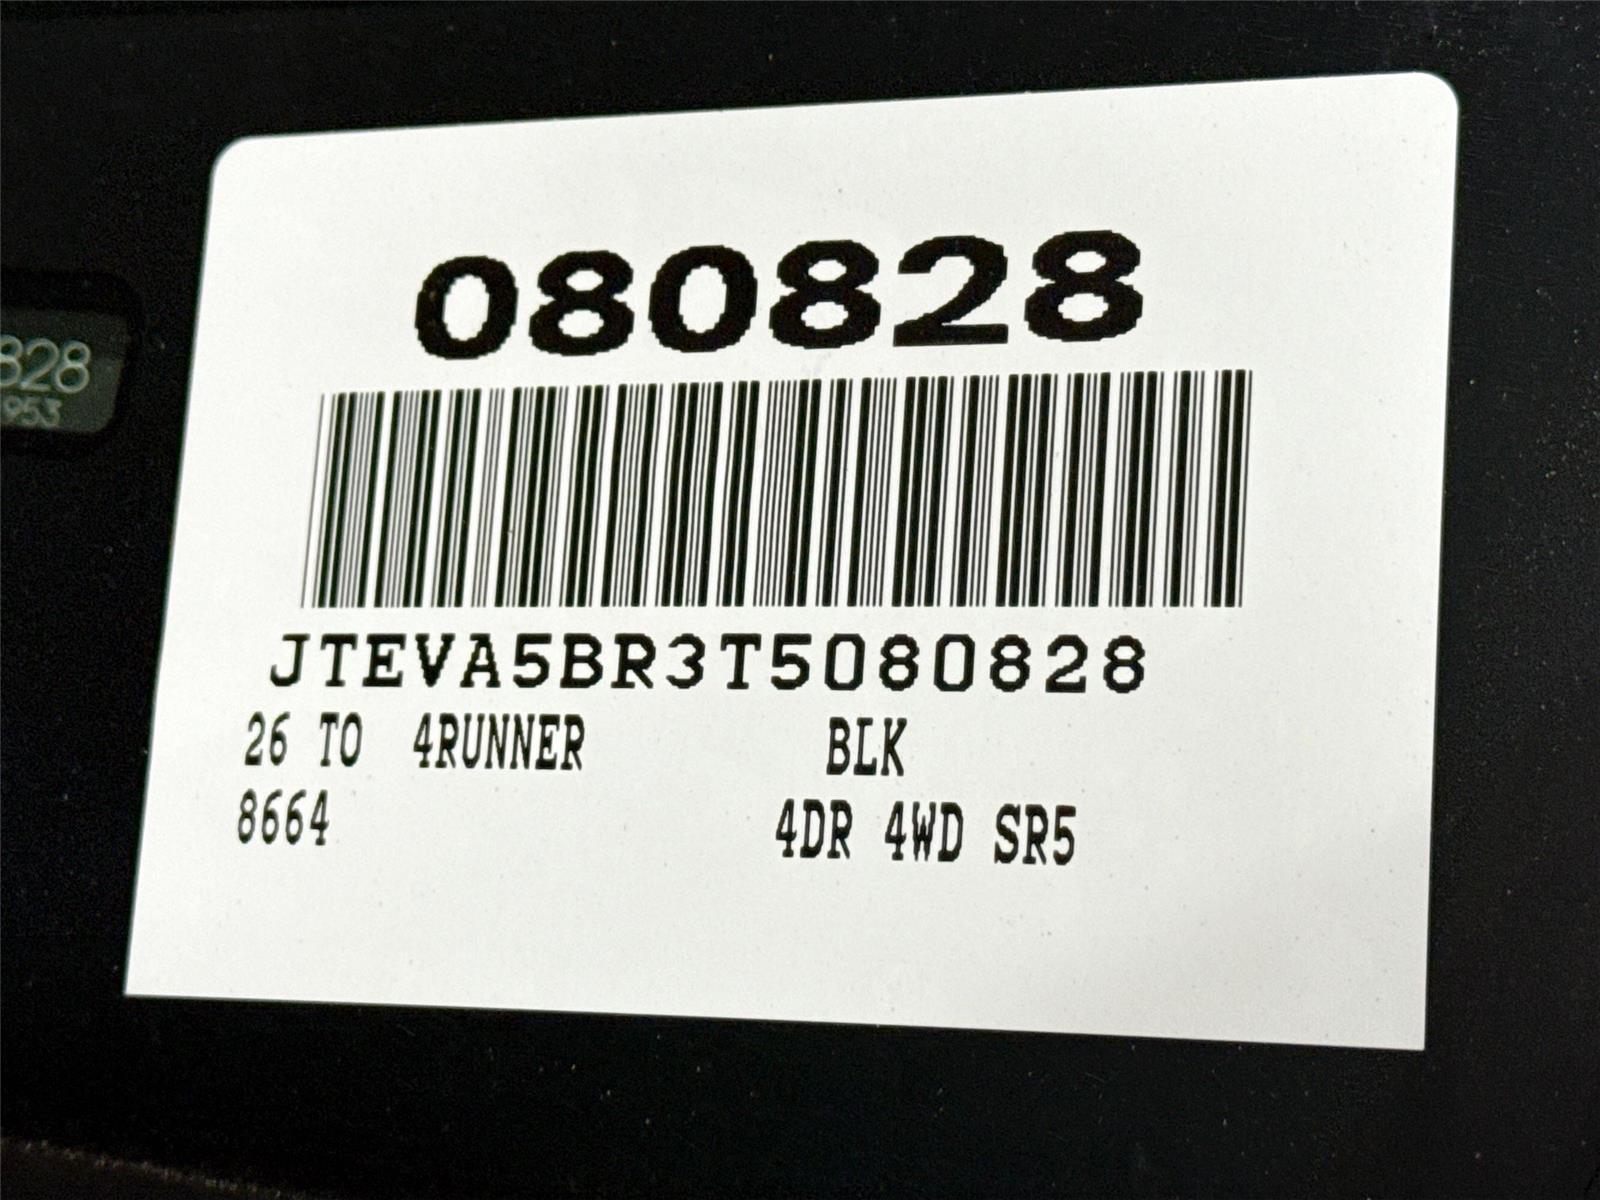 080828
JTEVA5BR3T5080828
26 TO 4RUNNER BLK
8664 4DR 4WD SR5
828
953